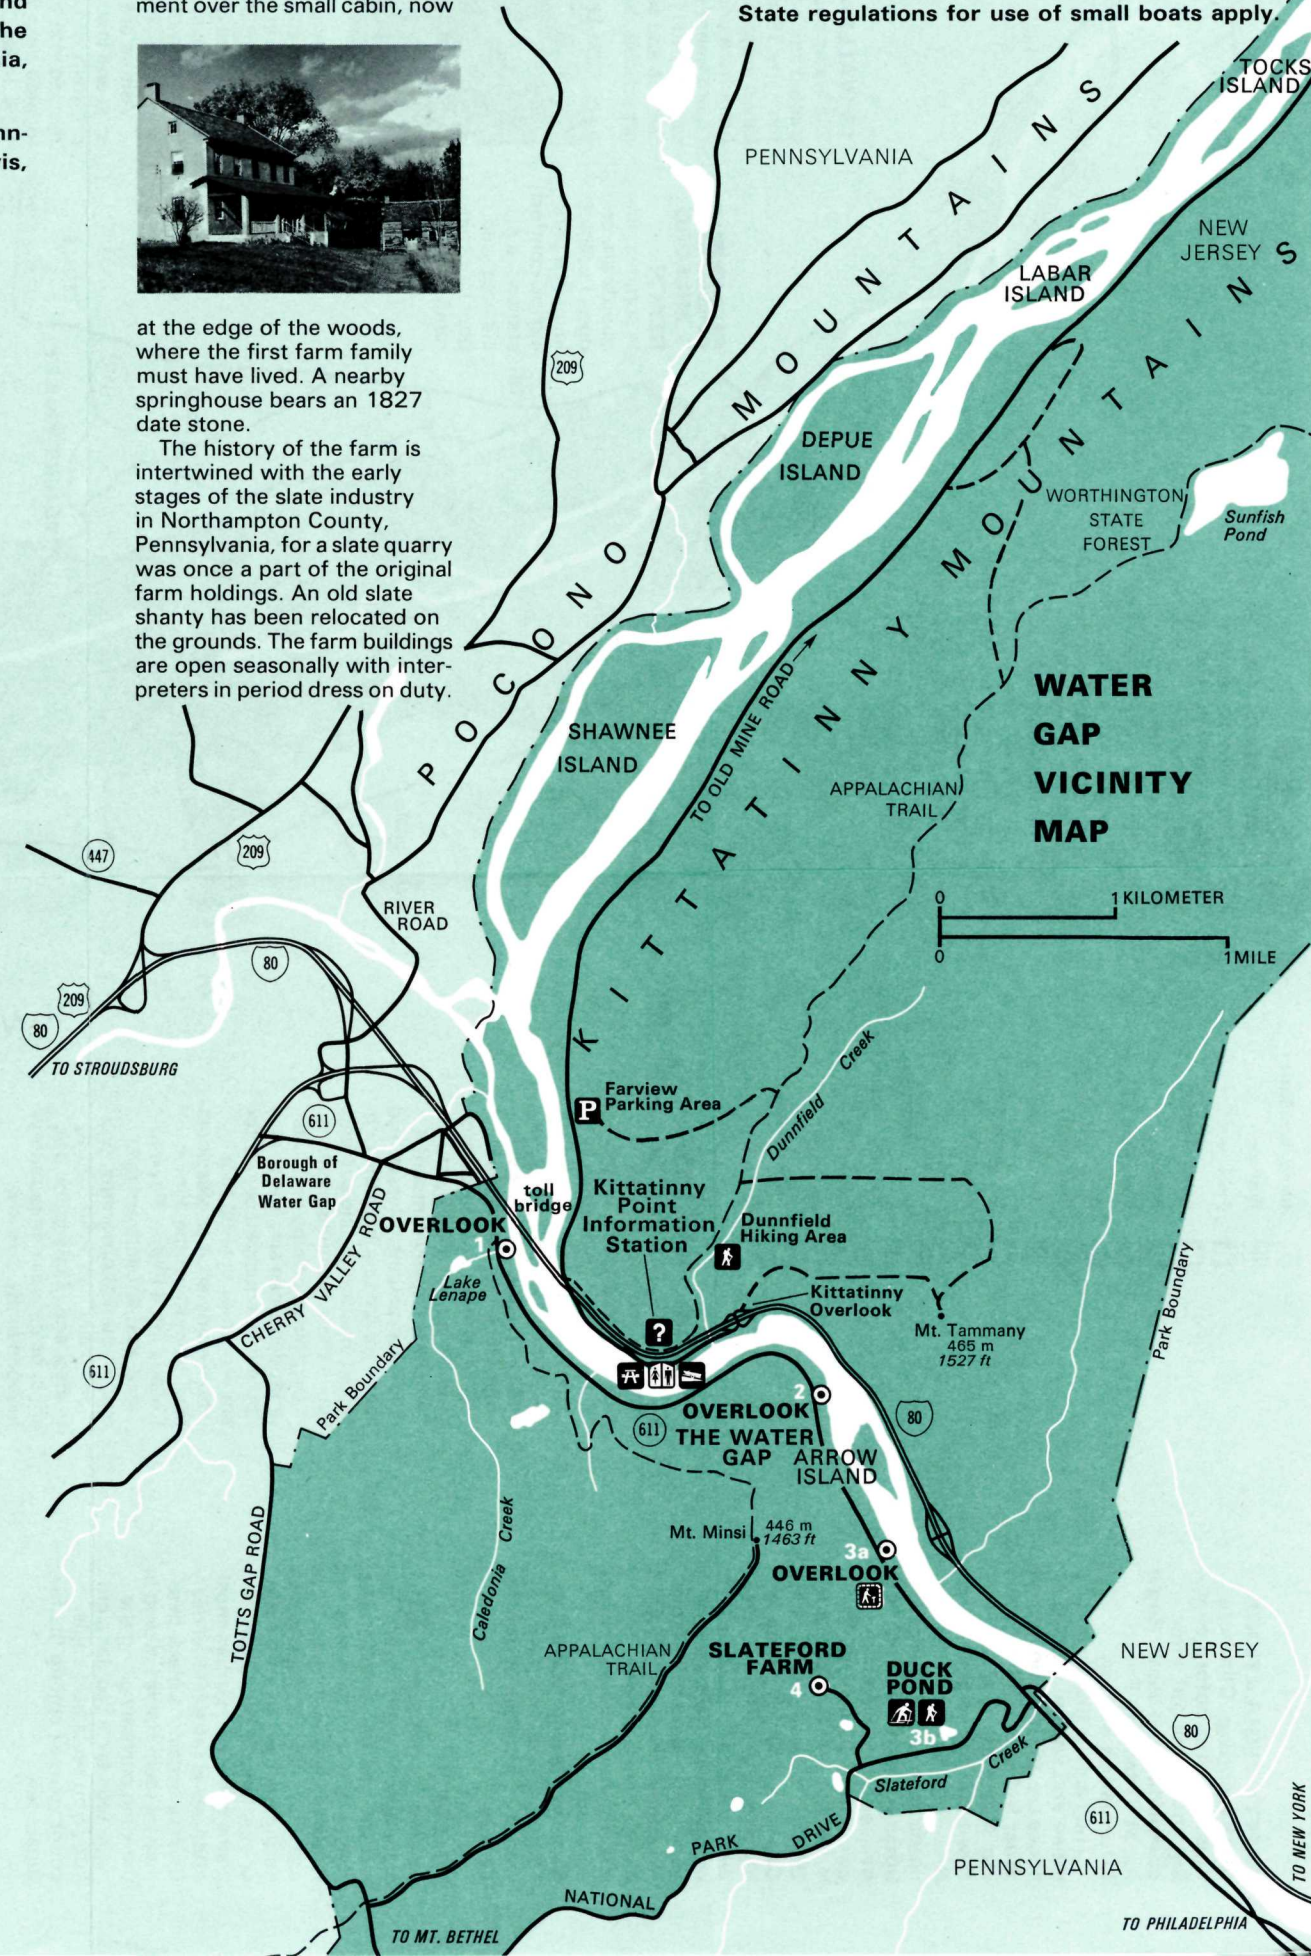 nd
he
ia,
nn-
is,
ment over the small cabin, now
at the edge of the woods,
where the first farm family
must have lived. A nearby
springhouse bears an 1827
date stone.
The history of the farm is
intertwined with the early
stages of the slate industry
in Northampton County,
Pennsylvania, for a slate quarry
was once a part of the original
farm holdings. An old slate
shanty has been relocated on
the grounds. The farm buildings
are open seasonally with inter-
preters in period dress on duty.
State regulations for use of small boats apply.
TOCKS
ISLAND
PENNSYLVANIA
POCONO MOUNTAINS
NEW
JERSEY
LABAR
ISLAND
209
KITTATINNY MOUNTAINS
DEPUE
ISLAND
WORTHINGTON
STATE
FOREST
Sunfish
Pond
WATER
GAP
VICINITY
MAP
SHAWNEE
ISLAND
TO OLD MINE ROAD
APPALACHIAN
TRAIL
447
209
RIVER
ROAD
0
1 KILOMETER
0
1 MILE
80
209
80
TO STROUDSBURG
Creek
Dunnfield
P
Farview
Parking Area
611
Borough of
Delaware
Water Gap
toll
bridge
Kittatinny
Point
Information
Station
Dunnfield
Hiking Area
OVERLOOK
1
CHERRY VALLEY ROAD
Lake
Lenape
Kittatinny
Overlook
Park Boundary
?
Mt. Tammany
465 m
1527 ft
611
Park Boundary
2
OVERLOOK
80
611
THE WATER
GAP
ARROW
ISLAND
Caledonia Creek
Mt. Minsi
446 m
1463 ft
3a
OVERLOOK
TOTTS GAP ROAD
APPALACHIAN
TRAIL
SLATEFORD
FARM
4
DUCK
POND
3b
NEW JERSEY
80
Slateford Creek
611
TO NEW YORK
NATIONAL PARK DRIVE
PENNSYLVANIA
TO MT. BETHEL
TO PHILADELPHIA